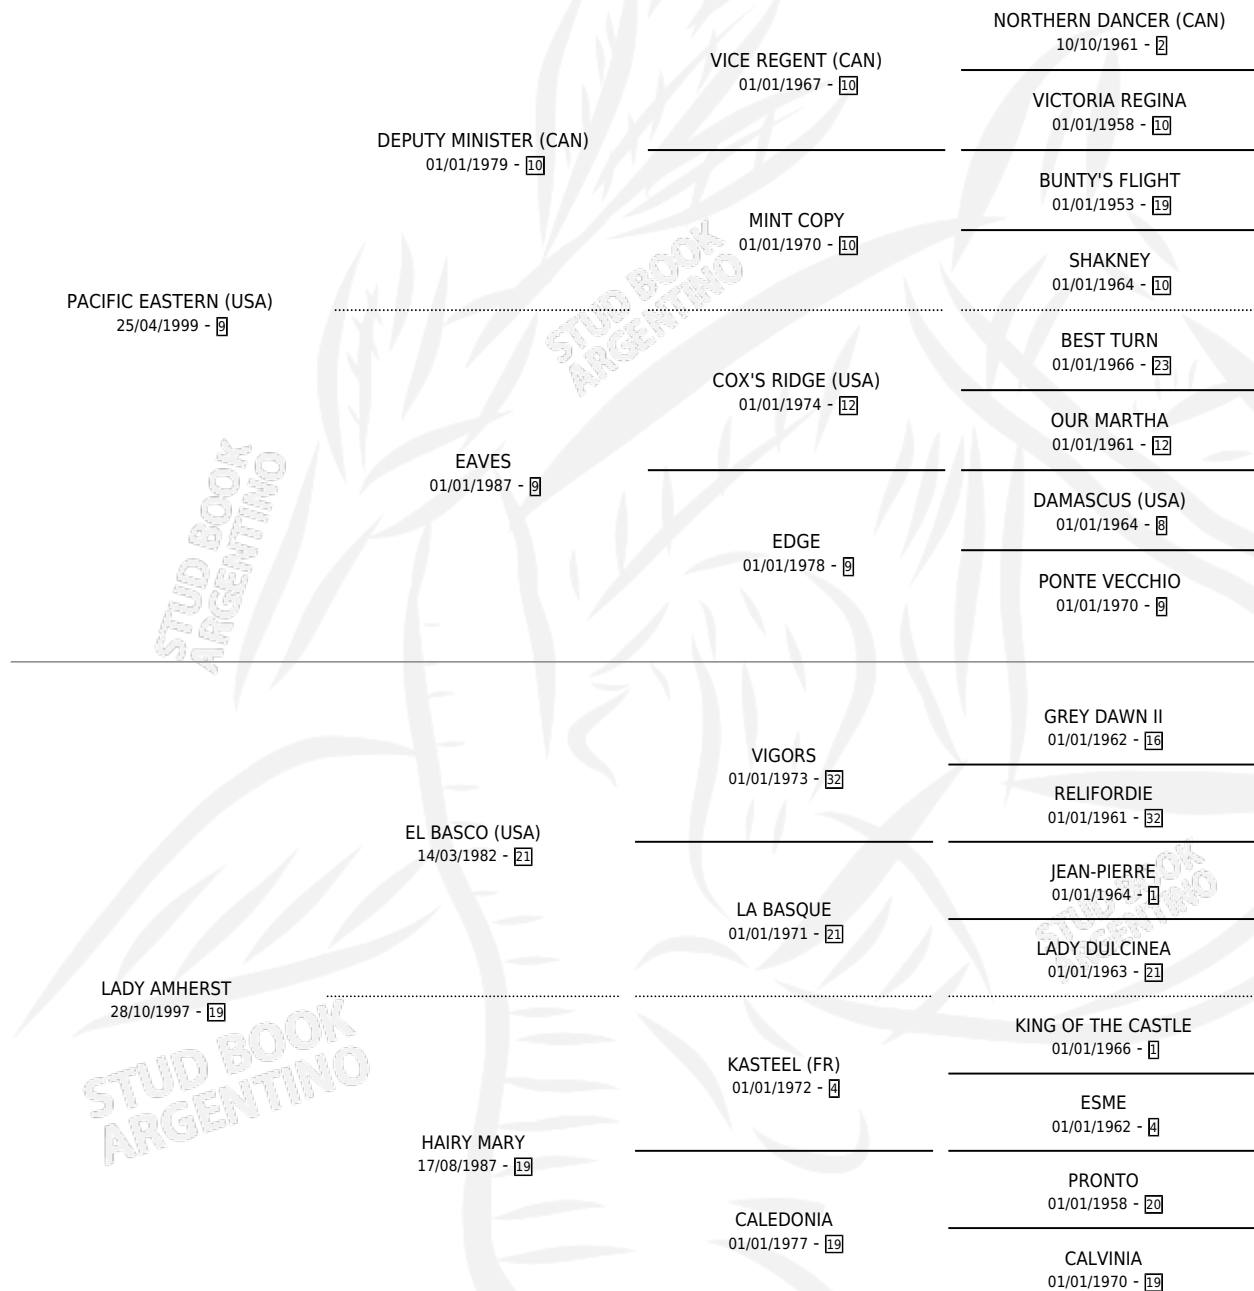 NORTHERN DANCER (CAN)
10/10/1961 - 2
VICE REGENT (CAN)
01/01/1967 - 10
VICTORIA REGINA
01/01/1958 - 10
DEPUTY MINISTER (CAN)
01/01/1979 - 10
BUNTY'S FLIGHT
01/01/1953 - 19
MINT COPY
01/01/1970 - 10
SHAKNEY
01/01/1964 - 10
PACIFIC EASTERN (USA)
25/04/1999 - 9
BEST TURN
01/01/1966 - 23
COX'S RIDGE (USA)
01/01/1974 - 12
OUR MARTHA
01/01/1961 - 12
EAVES
01/01/1987 - 9
DAMASCUS (USA)
01/01/1964 - 8
EDGE
01/01/1978 - 9
PONTE VECCHIO
01/01/1970 - 9
GREY DAWN II
01/01/1962 - 16
VIGORS
01/01/1973 - 32
RELIFORDIE
01/01/1961 - 32
EL BASCO (USA)
14/03/1982 - 21
JEAN-PIERRE
01/01/1964 - 1
LA BASQUE
01/01/1971 - 21
LADY DULCINEA
01/01/1963 - 21
LADY AMHERST
28/10/1997 - 19
KING OF THE CASTLE
01/01/1966 - 1
KASTEEL (FR)
01/01/1972 - 4
ESME
01/01/1962 - 4
HAIRY MARY
17/08/1987 - 19
PRONTO
01/01/1958 - 20
CALEDONIA
01/01/1977 - 19
CALVINIA
01/01/1970 - 19
STUD BOOK
ARGENTINO
STUD BOOK
ARGENTINO
STUD BOOK
ARGENTINO
STUD BOOK
ARGENTINO